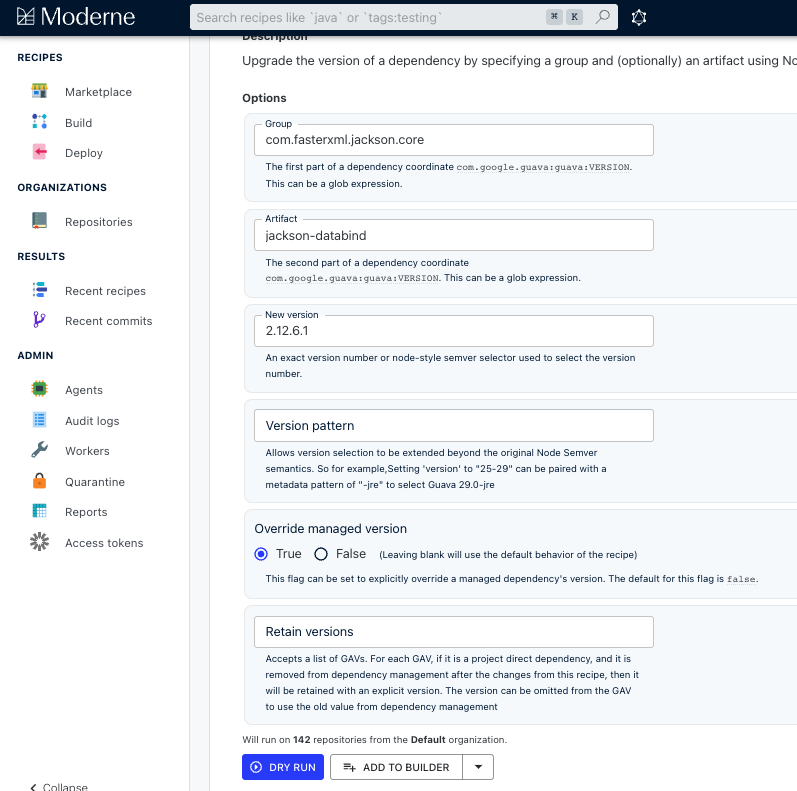 Moderne
Search recipes like `java` or `tags:testing`
⌘ K
RECIPES
Marketplace
Build
Deploy
ORGANIZATIONS
Repositories
RESULTS
Recent recipes
Recent commits
ADMIN
Agents
Audit logs
Workers
Quarantine
Reports
Access tokens
Collapse
Description
Upgrade the version of a dependency by specifying a group and (optionally) an artifact using No
Options
Group
com.fasterxml.jackson.core
The first part of a dependency coordinate com.google.guava:guava:VERSION.
This can be a glob expression.
Artifact
jackson-databind
The second part of a dependency coordinate
com.google.guava:guava:VERSION. This can be a glob expression.
New version
2.12.6.1
An exact version number or node-style semver selector used to select the version
number.
Version pattern
Allows version selection to be extended beyond the original Node Semver
semantics. So for example,Setting 'version' to "25-29" can be paired with a
metadata pattern of "-jre" to select Guava 29.0-jre
Override managed version
True False (Leaving blank will use the default behavior of the recipe)
This flag can be set to explicitly override a managed dependency's version. The default for this flag is false.
Retain versions
Accepts a list of GAVs. For each GAV, if it is a project direct dependency, and it is
removed from dependency management after the changes from this recipe, then it
will be retained with an explicit version. The version can be omitted from the GAV
to use the old value from dependency management
Will run on 142 repositories from the Default organization.
DRY RUN
ADD TO BUILDER